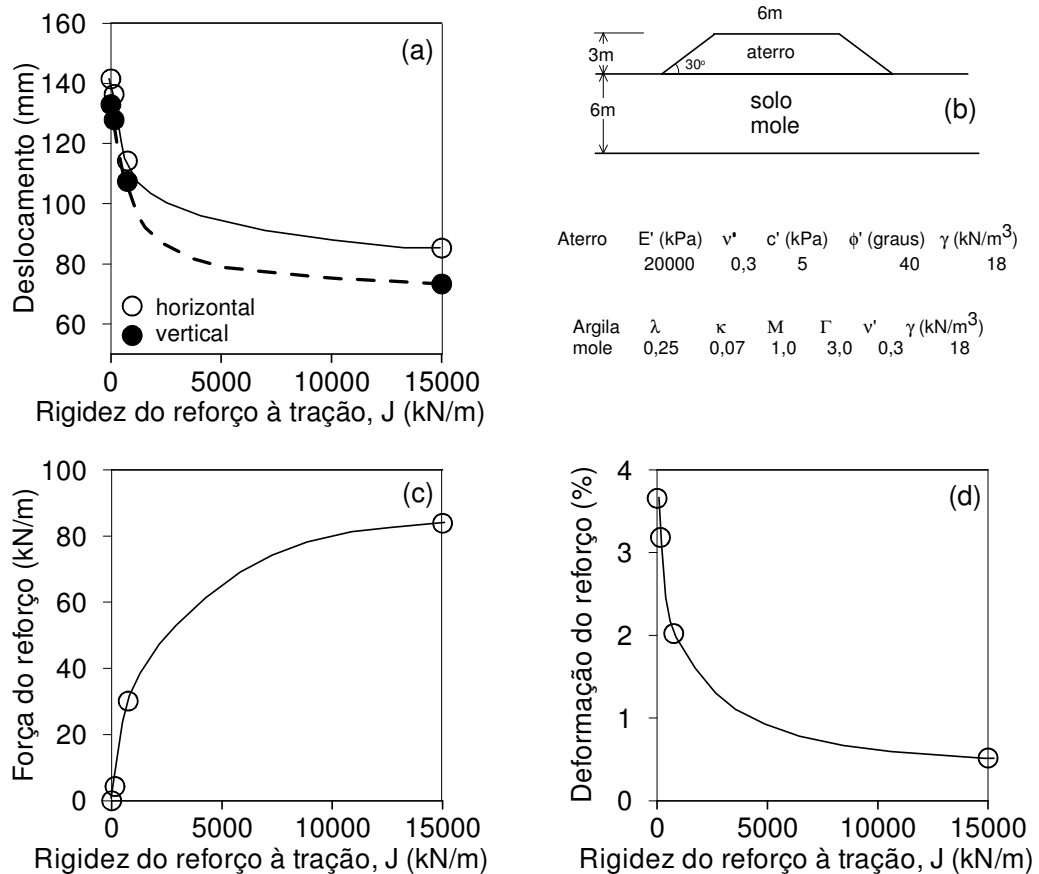 160
140
120
100
80
60
Deslocamento (mm)
(a)
horizontal
vertical
0 5000 10000 15000
Rigidez do reforço à tração, J (kN/m)
6m
3m
aterro
30º
6m
solo
mole
(b)
Aterro E' (kPa) ν' c' (kPa) ϕ' (graus) γ (kN/m³)
20000 0,3 5 40 18
Argila λ κ M Γ ν' γ (kN/m³)
mole 0,25 0,07 1,0 3,0 0,3 18
100
80
60
40
20
0
Força do reforço (kN/m)
(c)
0 5000 10000 15000
Rigidez do reforço à tração, J (kN/m)
4
3
2
1
0
Deformação do reforço (%)
(d)
0 5000 10000 15000
Rigidez do reforço à tração, J (kN/m)